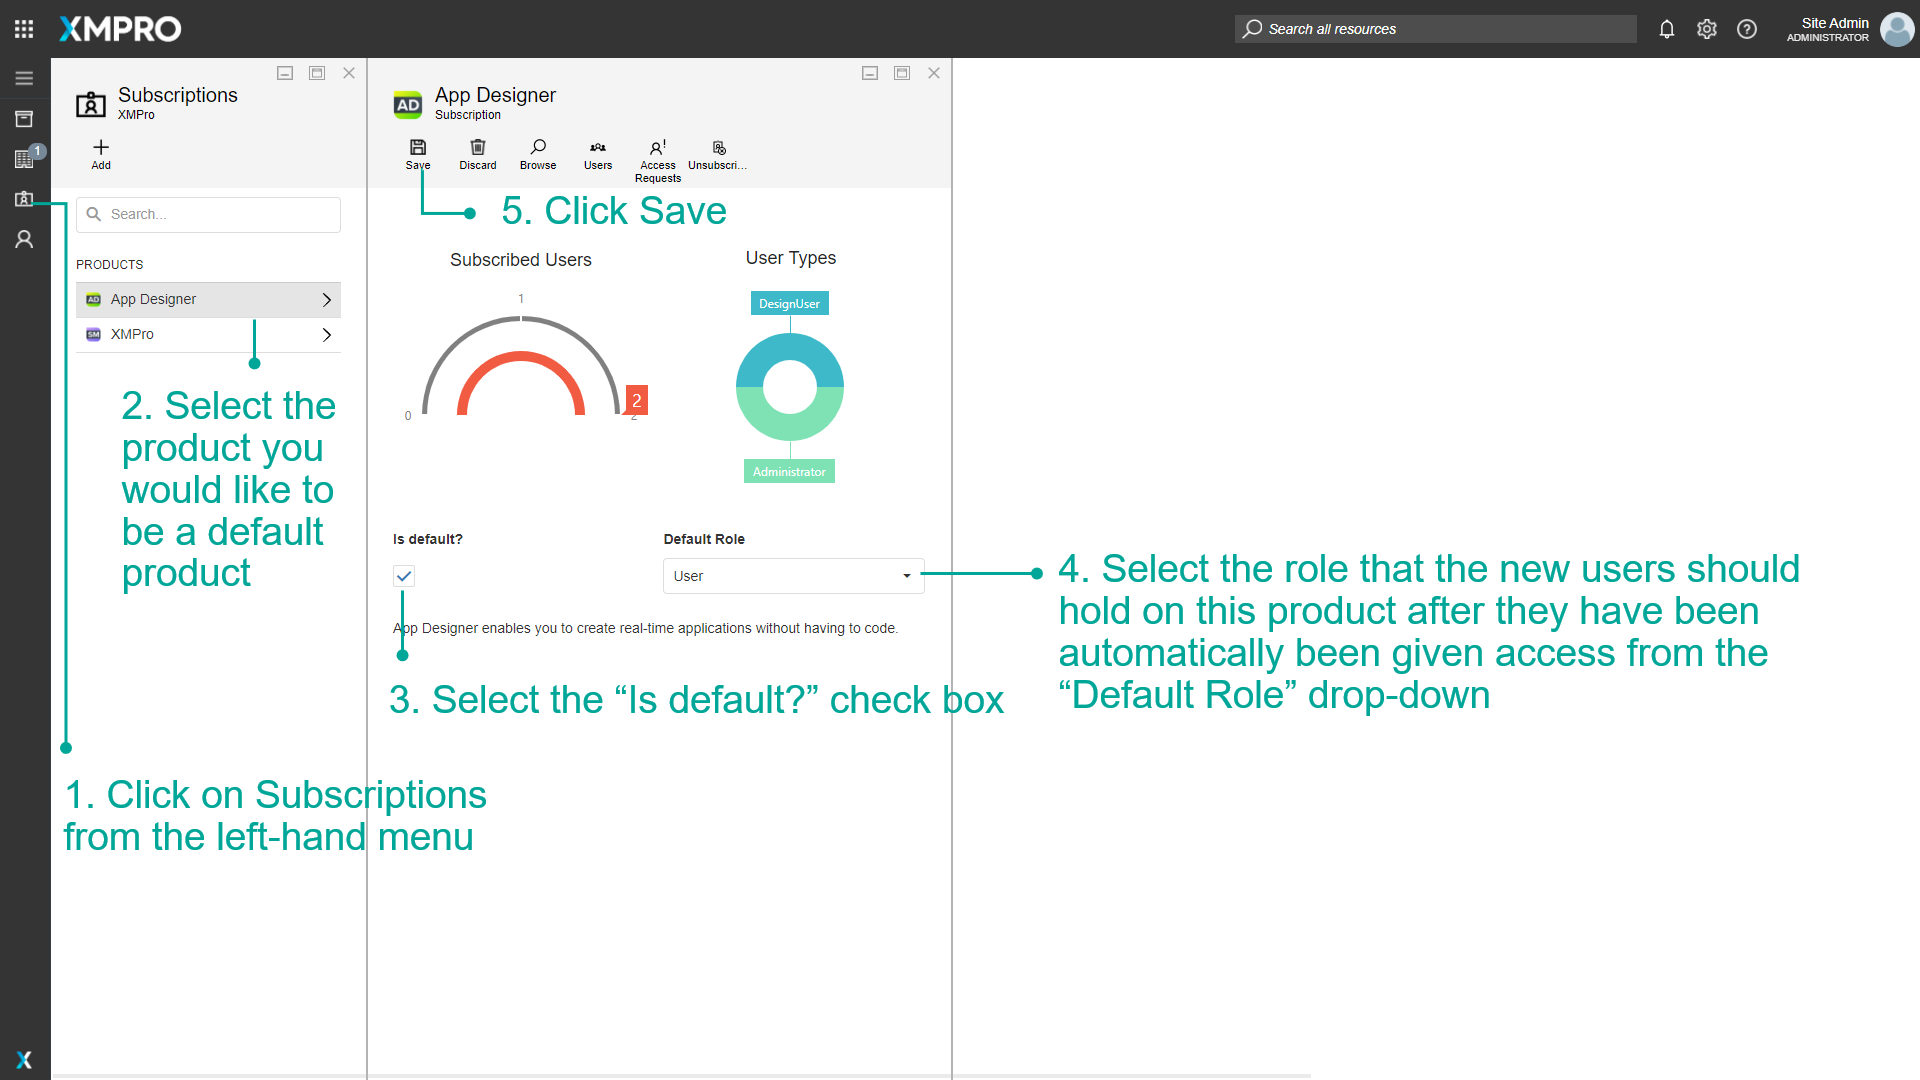 XMPRO
Search all resources
Site Admin
ADMINISTRATOR
1
Subscriptions
XMPro
Add
Search...
PRODUCTS
App Designer
XMPro
App Designer
Subscription
Save
Discard
Browse
Users
Access
Requests
Unsubscri...
5. Click Save
Subscribed Users
0
1
2
2
User Types
DesignUser
Administrator
2. Select the
product you
would like to
be a default
product
Is default?
Default Role
User
App Designer enables you to create real-time applications without having to code.
3. Select the “Is default?” check box
4. Select the role that the new users should
hold on this product after they have been
automatically been given access from the
“Default Role” drop-down
1. Click on Subscriptions
from the left-hand menu